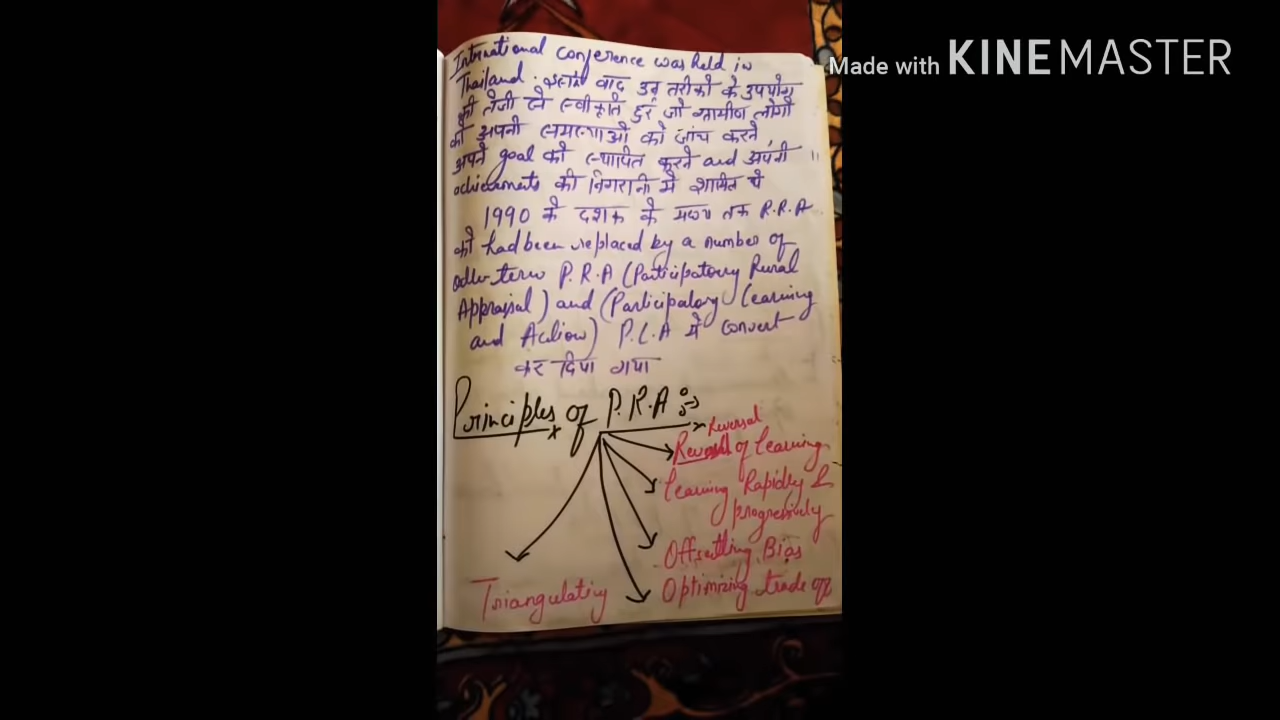 International conference was held in
Thailand. इसके बाद उन तरीको के उपयोग
की तेजी से स्वीकृति हुई जो ग्रामीण लोगों
को अपनी समस्याओं को जांच करने,
अपने goal को स्थापित करने and अपनी
achievements की निगरानी में शामिल थे
1990 के दशक के मध्य तक R.R.A
को had been replaced by a number of
other term P.R.A (Participatory Rural
Appraisal) and (Participatory Learning
and Action) P.L.A में convert
कर दिया गया
Principles of P.R.A :->
Reversal
of Learning
Learning Rapidly &
progressively
Offsetting Bias
Optimizing trade off
Triangulating
Made with KINEMASTER